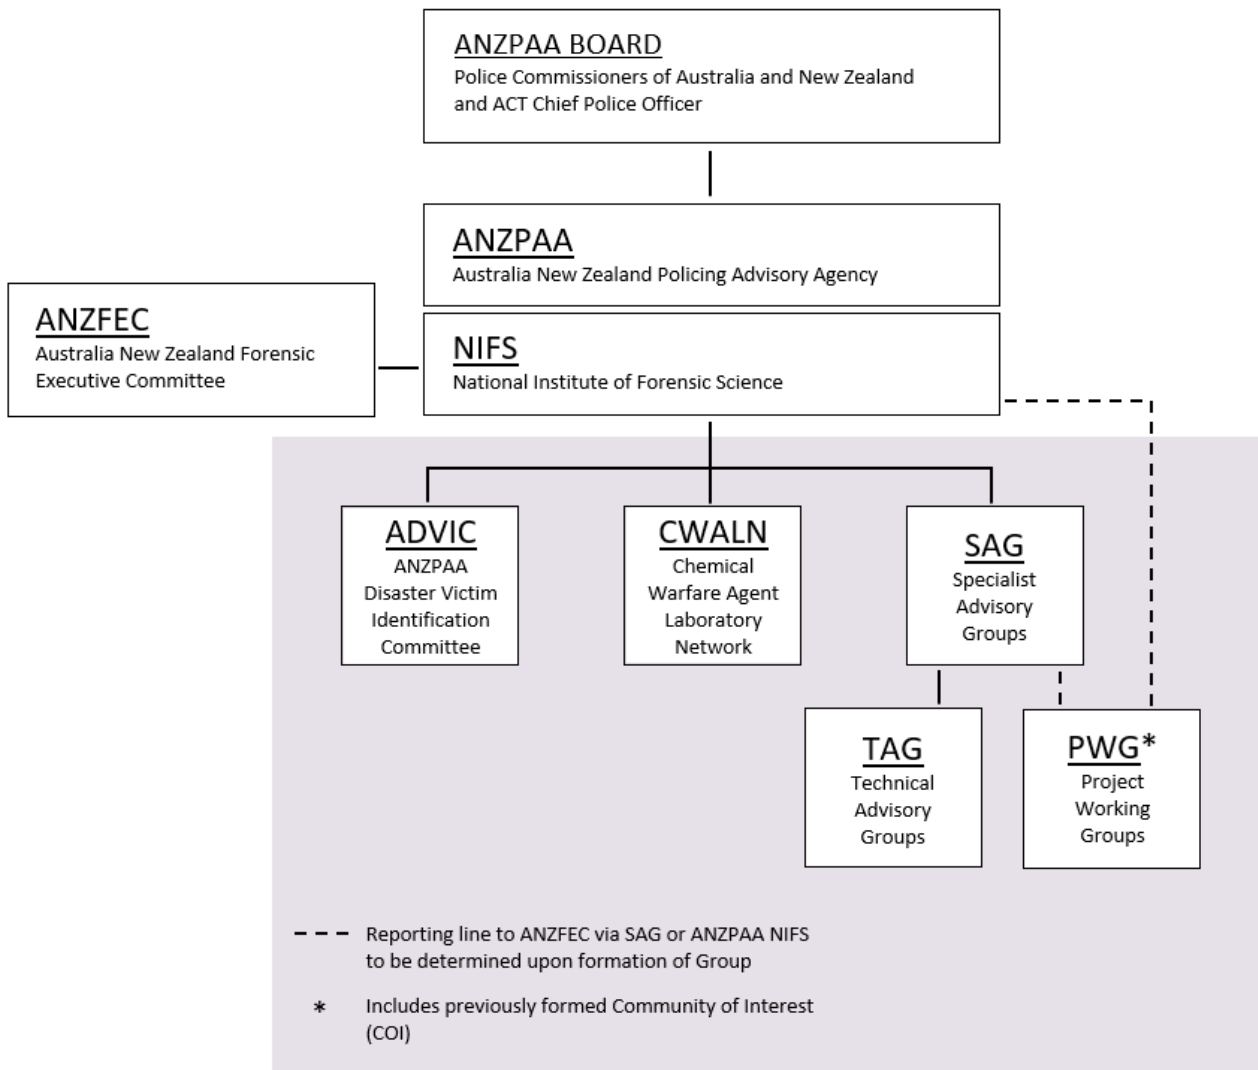 ANZPAA BOARD
Police Commissioners of Australia and New Zealand
and ACT Chief Police Officer
ANZPAA
Australia New Zealand Policing Advisory Agency
ANZFEC
Australia New Zealand Forensic
Executive Committee
NIFS
National Institute of Forensic Science
ADVIC
ANZPAA
Disaster Victim
Identification
Committee
CWALN
Chemical
Warfare Agent
Laboratory
Network
SAG
Specialist
Advisory
Groups
TAG
Technical
Advisory
Groups
PWG*
Project
Working
Groups
Reporting line to ANZFEC via SAG or ANZPAA NIFS
to be determined upon formation of Group
* Includes previously formed Community of Interest
(COI)